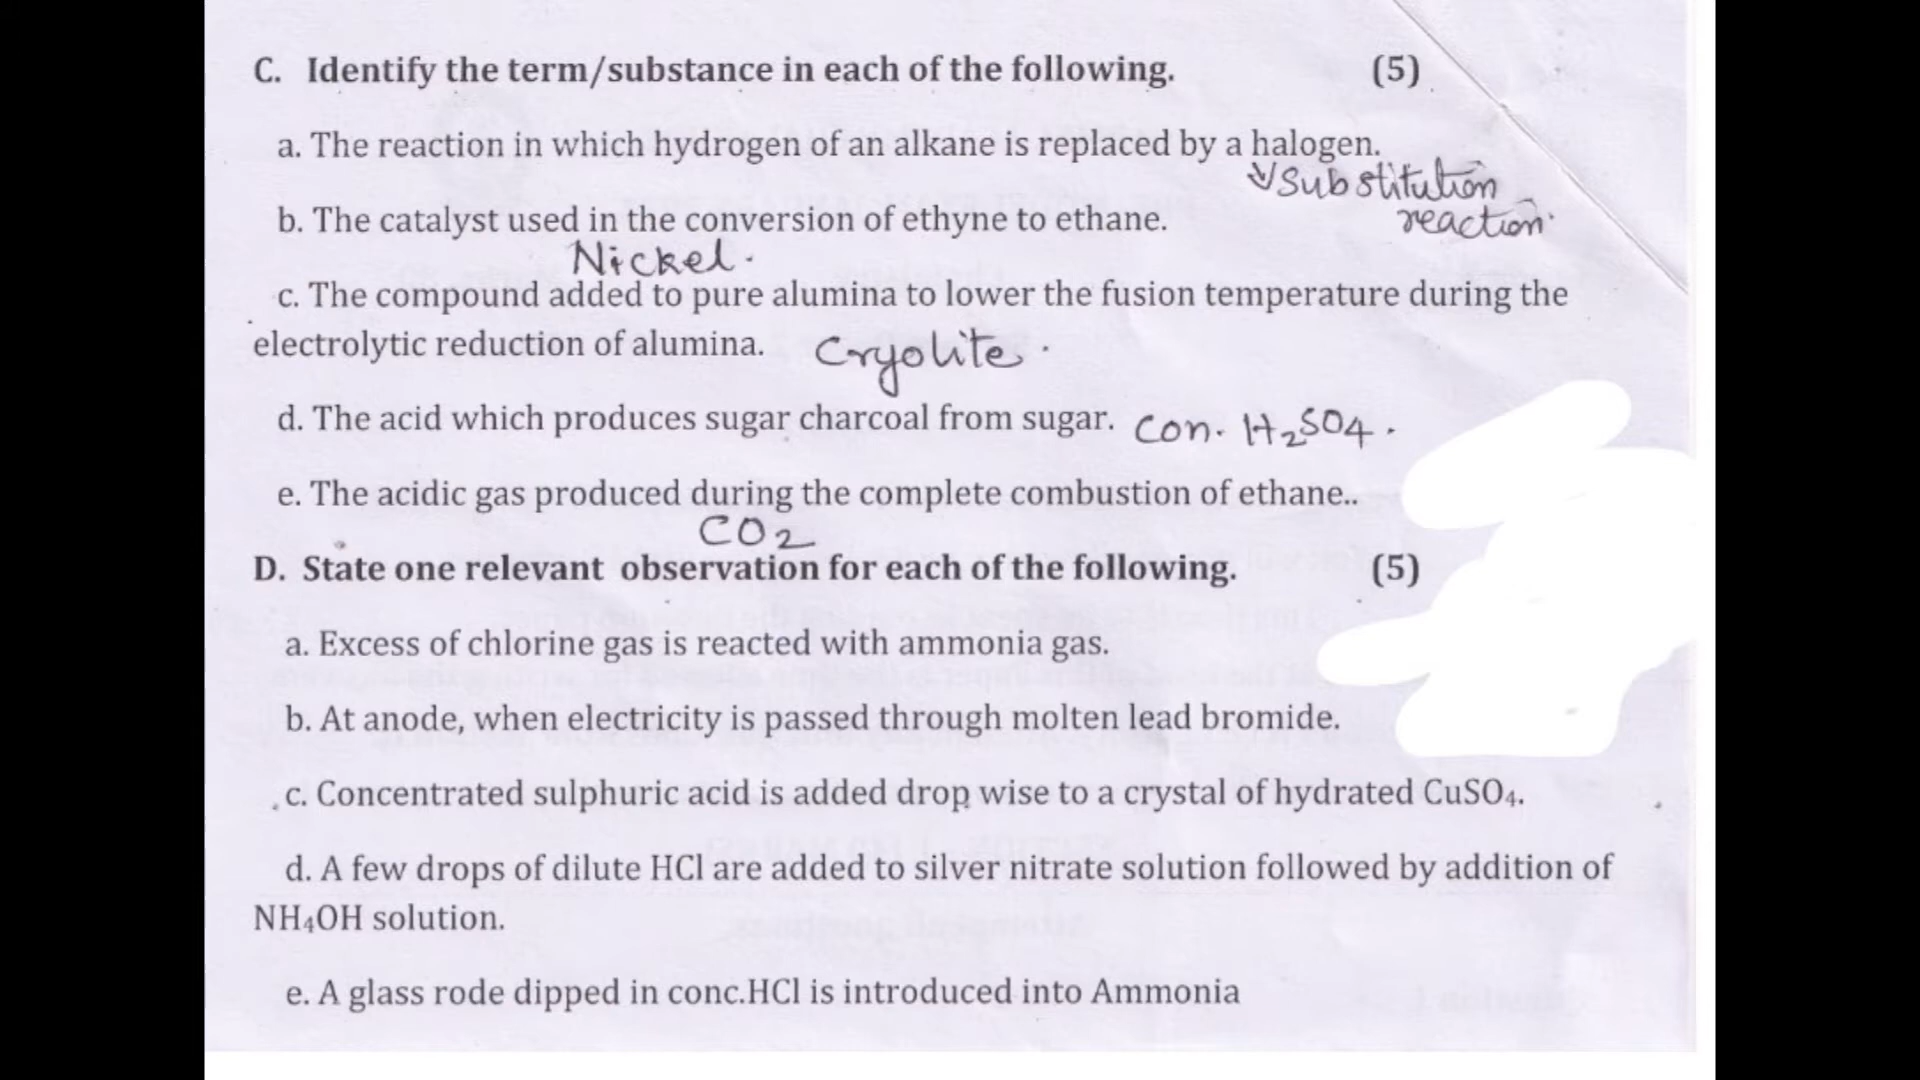 C. Identify the term/substance in each of the following. (5)
a. The reaction in which hydrogen of an alkane is replaced by a halogen.
Substitution
reaction.
b. The catalyst used in the conversion of ethyne to ethane.
Nickel.
c. The compound added to pure alumina to lower the fusion temperature during the
electrolytic reduction of alumina. Cryolite.
d. The acid which produces sugar charcoal from sugar. Con. H₂SO4.
e. The acidic gas produced during the complete combustion of ethane..
CO₂
D. State one relevant observation for each of the following. (5)
a. Excess of chlorine gas is reacted with ammonia gas.
b. At anode, when electricity is passed through molten lead bromide.
c. Concentrated sulphuric acid is added drop wise to a crystal of hydrated CuSO₄.
d. A few drops of dilute HCl are added to silver nitrate solution followed by addition of
NH₄OH solution.
e. A glass rode dipped in conc.HCl is introduced into Ammonia